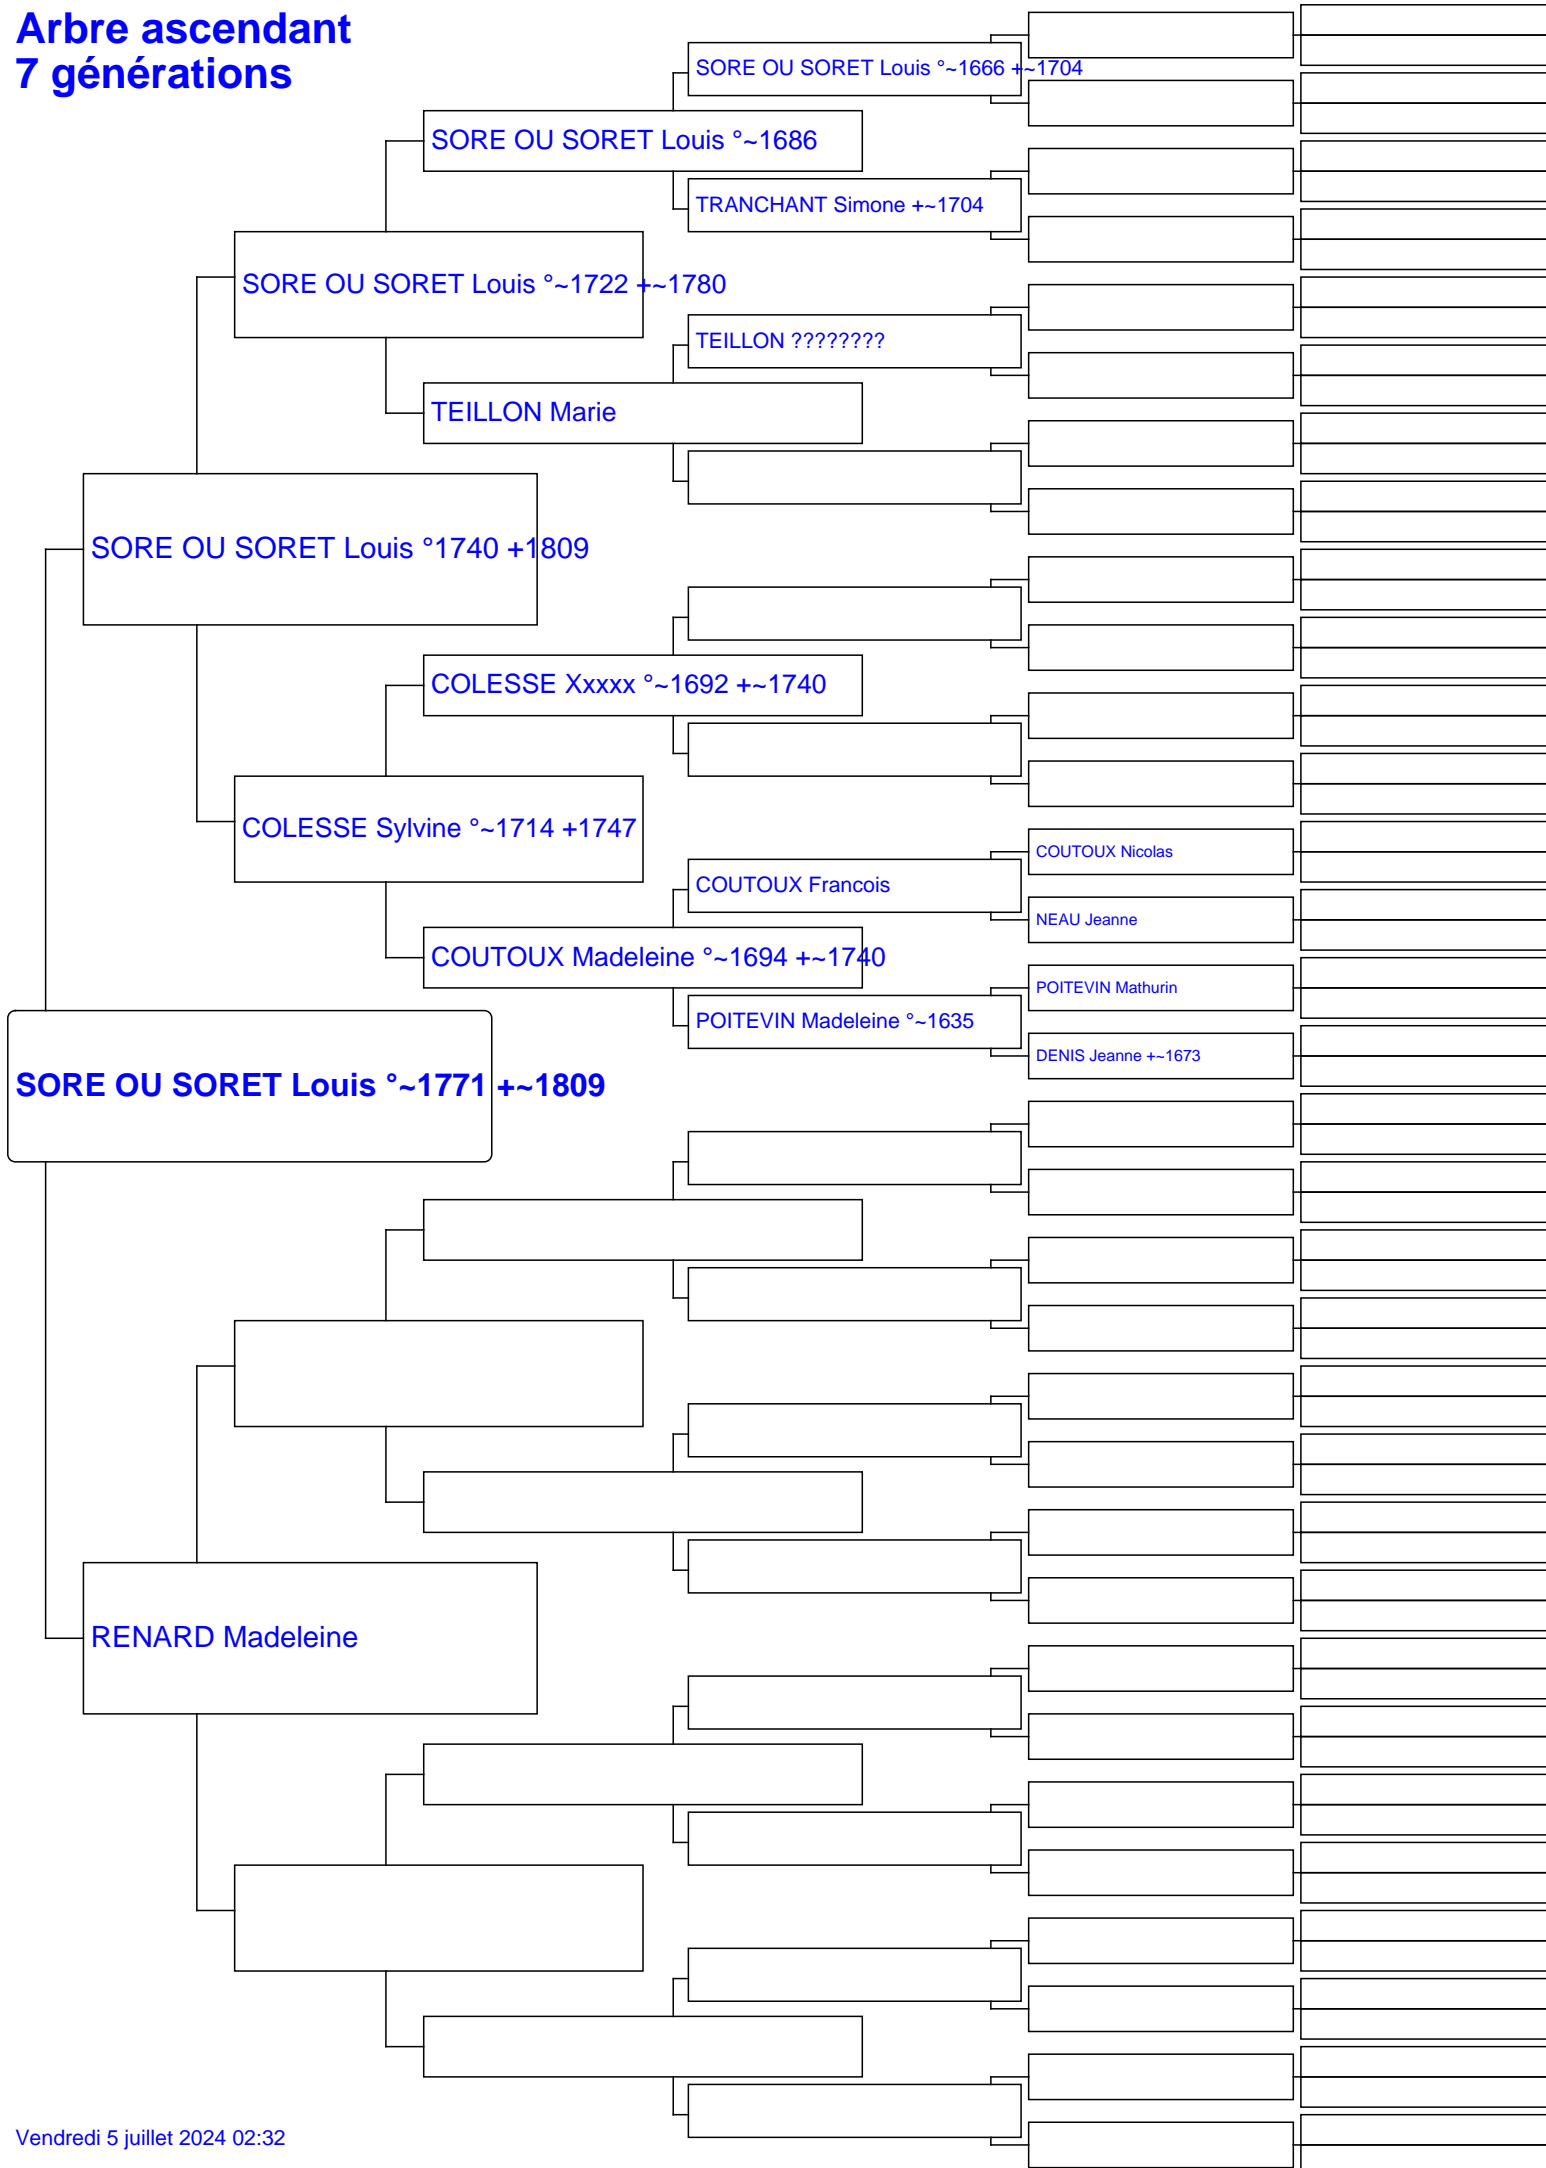 Arbre ascendant
7 générations
SORE OU SORET Louis °~1666 +~1704
SORE OU SORET Louis °~1686
TRANCHANT Simone +~1704
SORE OU SORET Louis °~1722 +~1780
TEILLON ????????
TEILLON Marie
SORE OU SORET Louis °1740 +1809
COLESSE Xxxxx °~1692 +~1740
COLESSE Sylvine °~1714 +1747
COUTOUX Nicolas
COUTOUX Francois
NEAU Jeanne
COUTOUX Madeleine °~1694 +~1740
POITEVIN Mathurin
POITEVIN Madeleine °~1635
DENIS Jeanne +~1673
SORE OU SORET Louis °~1771 +~1809
RENARD Madeleine
Vendredi 5 juillet 2024 02:32